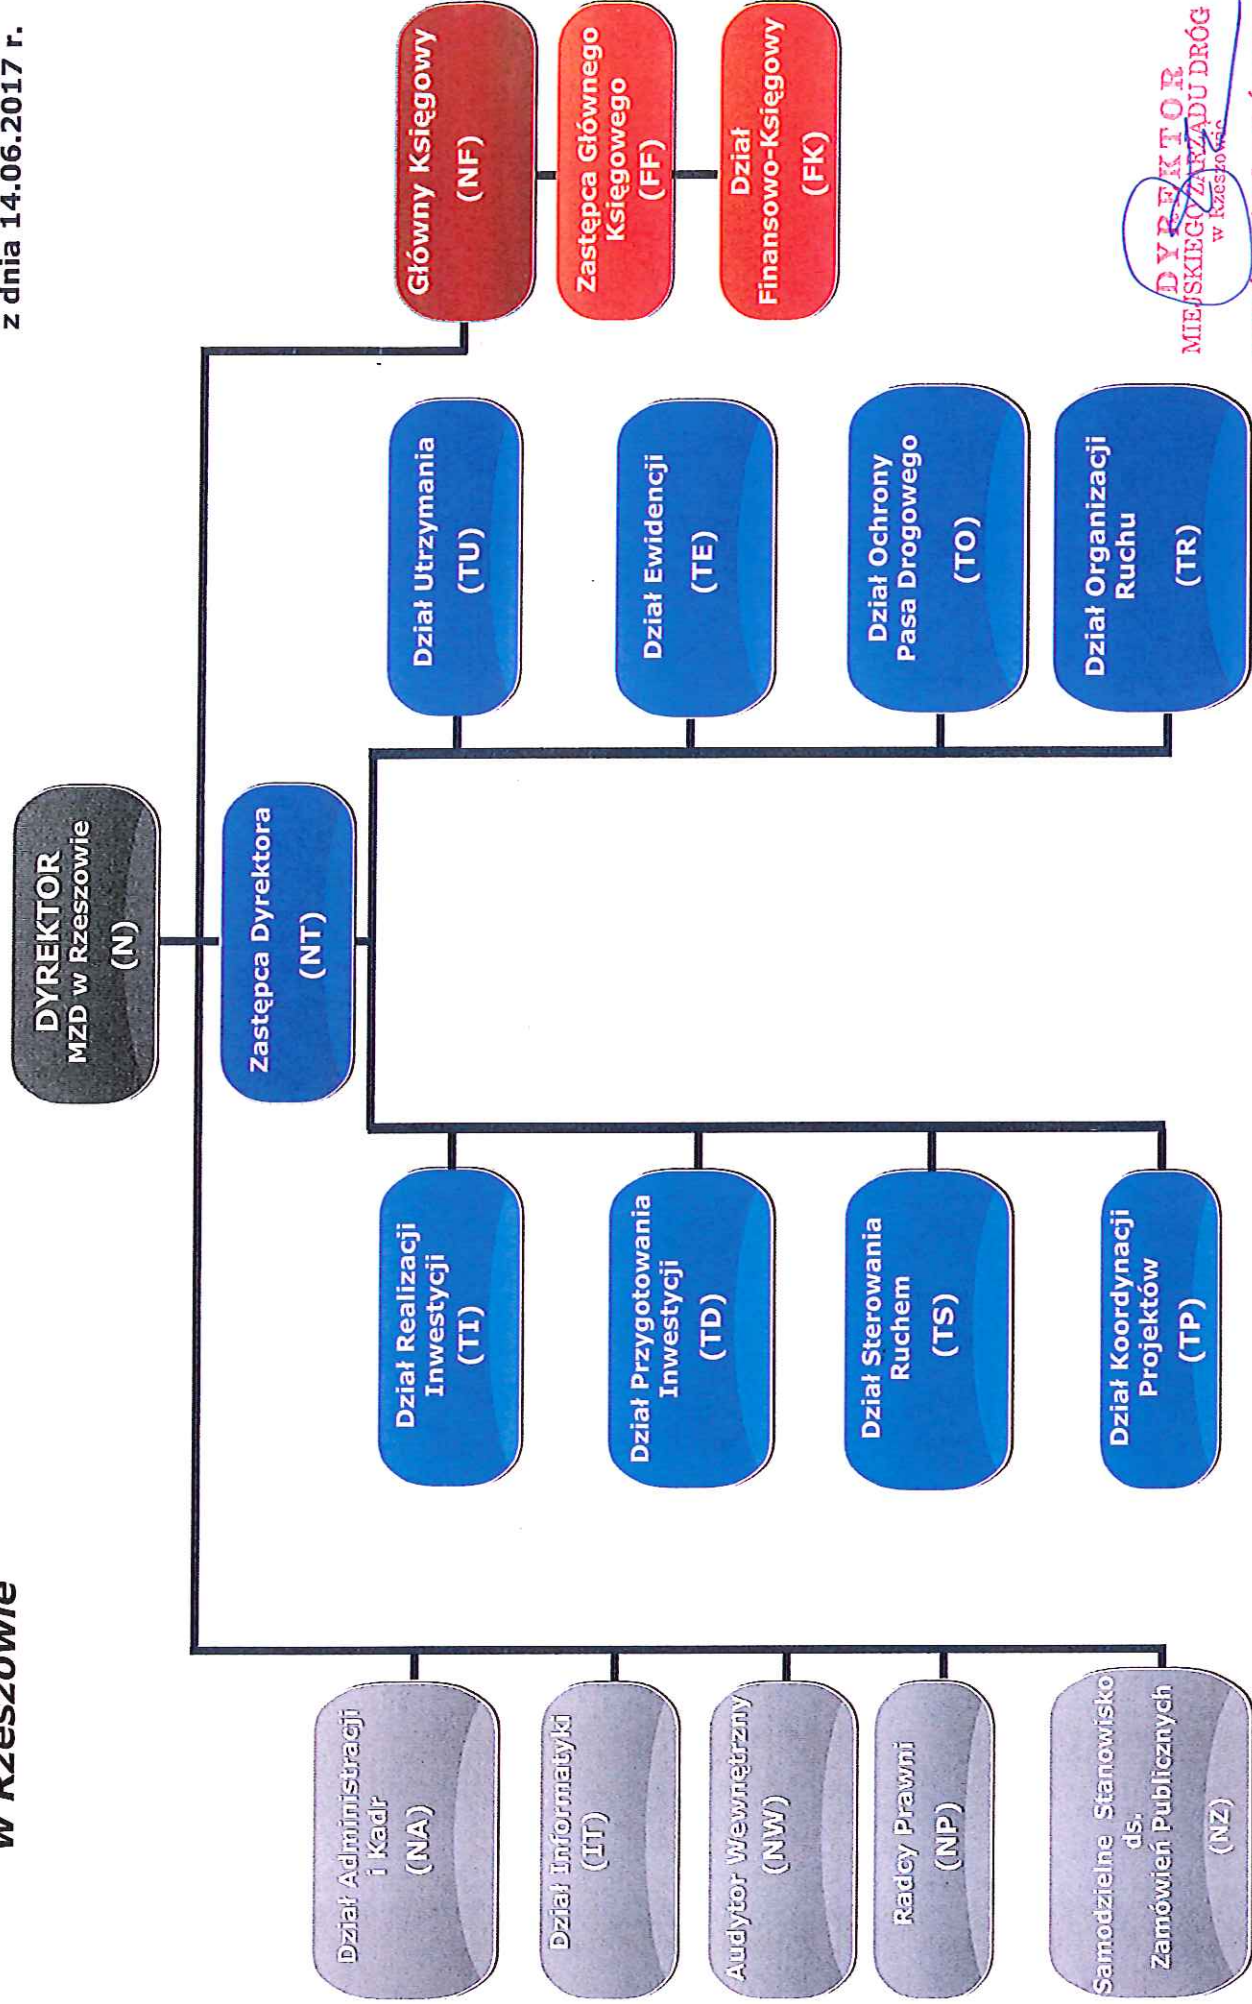 w Rzeszowie
z dnia 14.06.2017 r.
DYREKTOR
MZD w Rzeszowie
(N)
Zastępca Dyrektora
(NT)
Dział Administracji
i Kadr
(NA)
Dział Informatyki
(IT)
Audytor Wewnętrzny
(NW)
Radcy Prawni
(NP)
Samodzielne Stanowisko
ds.
Zamówień Publicznych
(NZ)
Dział Realizacji
Inwestycji
(TI)
Dział Przygotowania
Inwestycji
(TD)
Dział Sterowania
Ruchem
(TS)
Dział Koordynacji
Projektów
(TP)
Dział Utrzymania
(TU)
Dział Ewidencji
(TE)
Dział Ochrony
Pasa Drogowego
(TO)
Dział Organizacji
Ruchu
(TR)
Główny Księgowy
(NF)
Zastępca Głównego
Księgowego
(FF)
Dział
Finansowo-Księgowy
(FK)
DYREKTOR
MIEJSKIEGO ZARZĄDU DRÓG
w Rzeszowie